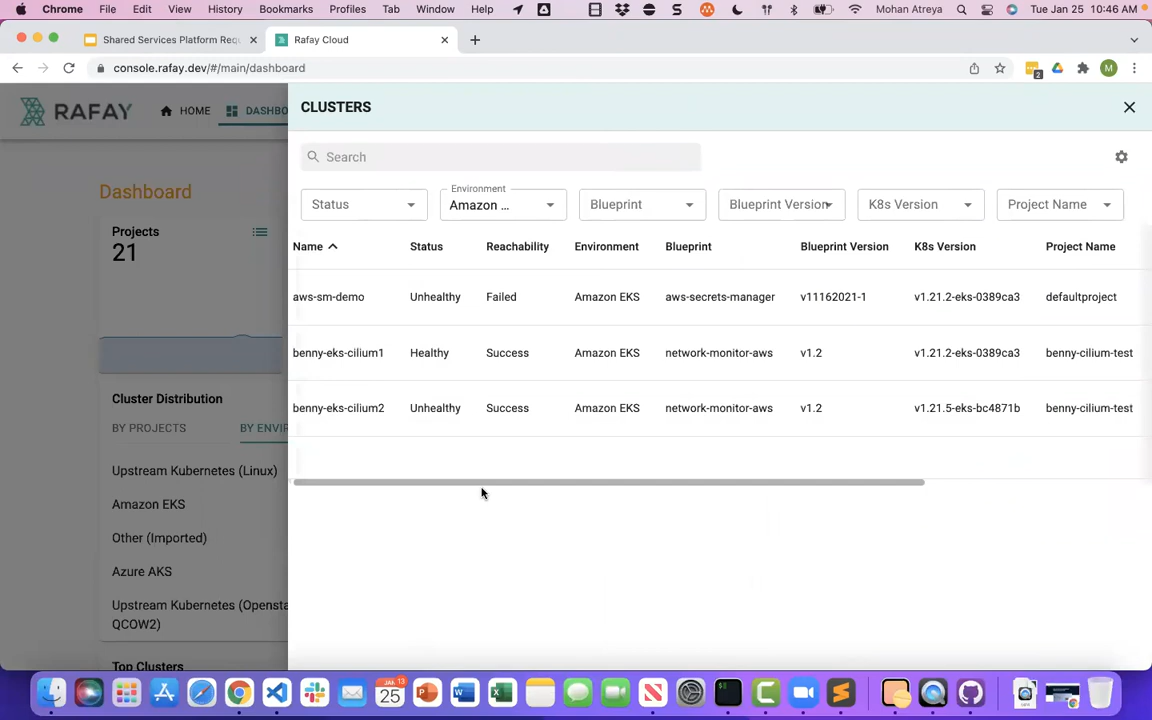 Chrome File Edit View History Bookmarks Profiles Tab Window Help Mohan Atreya Tue Jan 25 10:46 AM
Shared Services Platform Req
Rafay Cloud
console.rafay.dev/#/main/dashboard
2
M
RAFAY
HOME
DASHBO
CLUSTERS
Search
Status
Environment
Amazon ...
Blueprint
Blueprint Version
K8s Version
Project Name
Name Status Reachability Environment Blueprint Blueprint Version K8s Version Project Name
aws-sm-demo Unhealthy Failed Amazon EKS aws-secrets-manager v11162021-1 v1.21.2-eks-0389ca3 defaultproject
benny-eks-cilium1 Healthy Success Amazon EKS network-monitor-aws v1.2 v1.21.2-eks-0389ca3 benny-cilium-test
benny-eks-cilium2 Unhealthy Success Amazon EKS network-monitor-aws v1.2 v1.21.5-eks-bc4871b benny-cilium-test
Dashboard
Projects
21
Cluster Distribution
BY PROJECTS
BY ENVI
Upstream Kubernetes (Linux)
Amazon EKS
Other (Imported)
Azure AKS
Upstream Kubernetes (Opensta
QCOW2)
Top Clusters
25